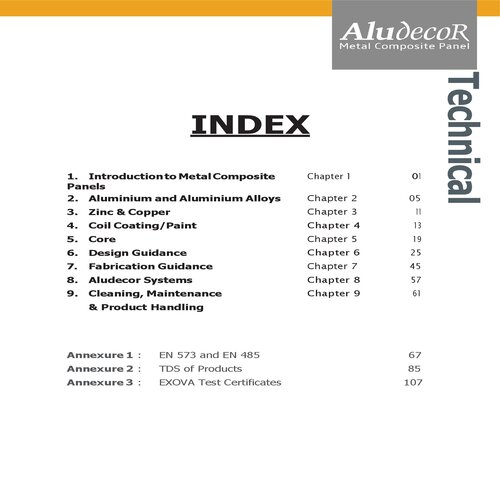 ALUDECOR
Metal Composite Panel
Technical
INDEX
1. Introduction to Metal Composite Panels Chapter 1 01
2. Aluminium and Aluminium Alloys Chapter 2 05
3. Zinc & Copper Chapter 3 11
4. Coil Coating/Paint Chapter 4 13
5. Core Chapter 5 19
6. Design Guidance Chapter 6 25
7. Fabrication Guidance Chapter 7 45
8. Aludecor Systems Chapter 8 57
9. Cleaning, Maintenance Chapter 9 61
& Product Handling
Annexure 1 : EN 573 and EN 485 67
Annexure 2 : TDS of Products 85
Annexure 3 : EXOVA Test Certificates 107